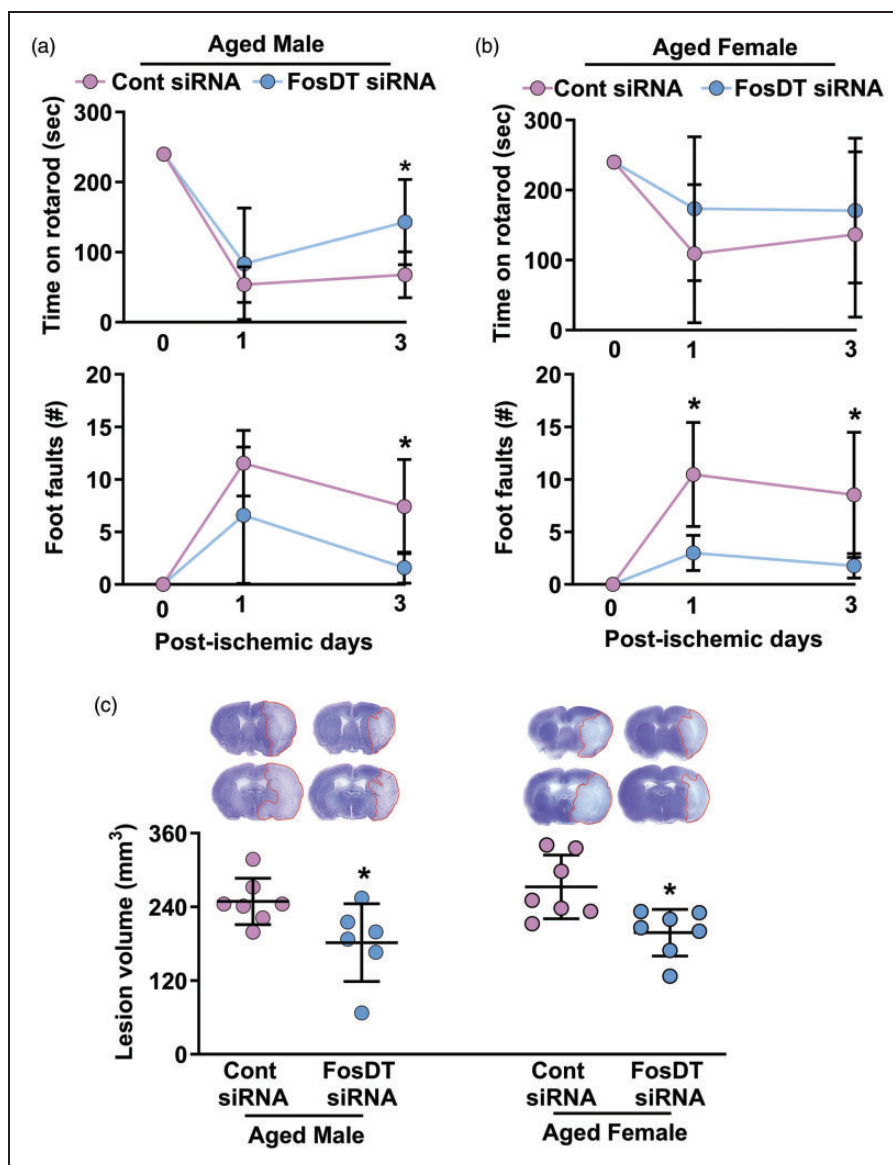 (a)
Aged Male
Cont siRNA FosDT siRNA
Time on rotarod (sec)
300
200
100
0
0 1 3
*
Foot faults (#)
20
15
10
5
0
0 1 3
*
Post-ischemic days
(b)
Aged Female
Cont siRNA FosDT siRNA
Time on rotarod (sec)
300
200
100
0
0 1 3
Foot faults (#)
20
15
10
5
0
0 1 3
* *
Post-ischemic days
(c)
Lesion volume (mm³)
360
240
120
0
* *
Cont siRNA FosDT siRNA Cont siRNA FosDT siRNA
Aged Male Aged Female